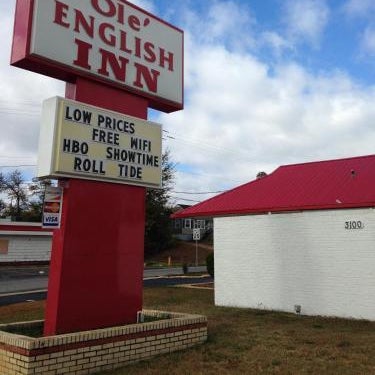 Ole' 
ENGLISH
INN
LOW PRICES
FREE WIFI
HBO SHOWTIME
ROLL TIDE
VISA
3100